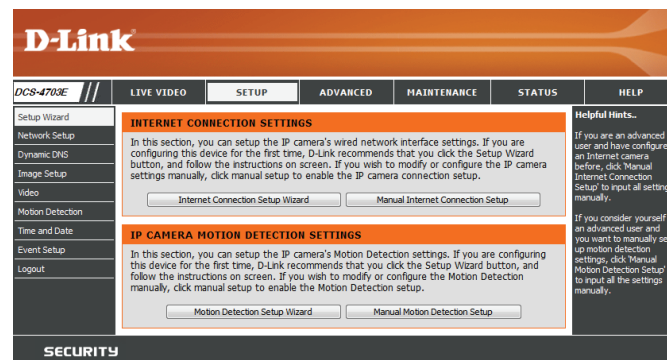 D-Link
DCS-4703E // LIVE VIDEO SETUP ADVANCED MAINTENANCE STATUS HELP
Setup Wizard
Network Setup
Dynamic DNS
Image Setup
Video
Motion Detection
Time and Date
Event Setup
Logout
INTERNET CONNECTION SETTINGS
In this section, you can setup the IP camera's wired network interface settings. If you are
configuring this device for the first time, D-Link recommends that you click the Setup Wizard
button, and follow the instructions on screen. If you wish to modify or configure the IP camera
settings manually, click manual setup to enable the IP camera connection setup.
Internet Connection Setup Wizard
Manual Internet Connection Setup
IP CAMERA MOTION DETECTION SETTINGS
In this section, you can setup the IP camera's Motion Detection settings. If you are configuring
this device for the first time, D-Link recommends that you click the Setup Wizard button, and
follow the instructions on screen. If you wish to modify or configure the Motion Detection
manually, click manual setup to enable the Motion Detection setup.
Motion Detection Setup Wizard
Manual Motion Detection Setup
Helpful Hints..
If you are an advanced
user and have configure
an Internet camera
before, click 'Manual
Internet Connection
Setup' to input all setting
manually.
If you consider yourself
an advanced user and
you want to manually se
up motion detection
settings, click 'Manual
Motion Detection Setup'
to input all the settings
manually.
SECURITY